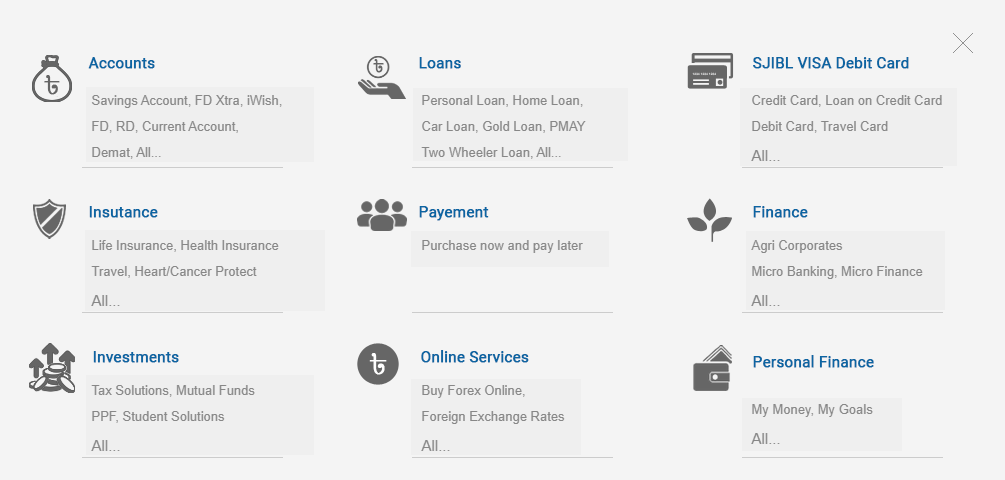 Accounts
Savings Account, FD Xtra, iWish,
FD, RD, Current Account,
Demat, All...
Loans
Personal Loan, Home Loan,
Car Loan, Gold Loan, PMAY
Two Wheeler Loan, All...
SJIBL VISA Debit Card
Credit Card, Loan on Credit Card
Debit Card, Travel Card
All...
Insutance
Life Insurance, Health Insurance
Travel, Heart/Cancer Protect
All...
Payement
Purchase now and pay later
Finance
Agri Corporates
Micro Banking, Micro Finance
All...
Investments
Tax Solutions, Mutual Funds
PPF, Student Solutions
All...
Online Services
Buy Forex Online,
Foreign Exchange Rates
All...
Personal Finance
My Money, My Goals
All...